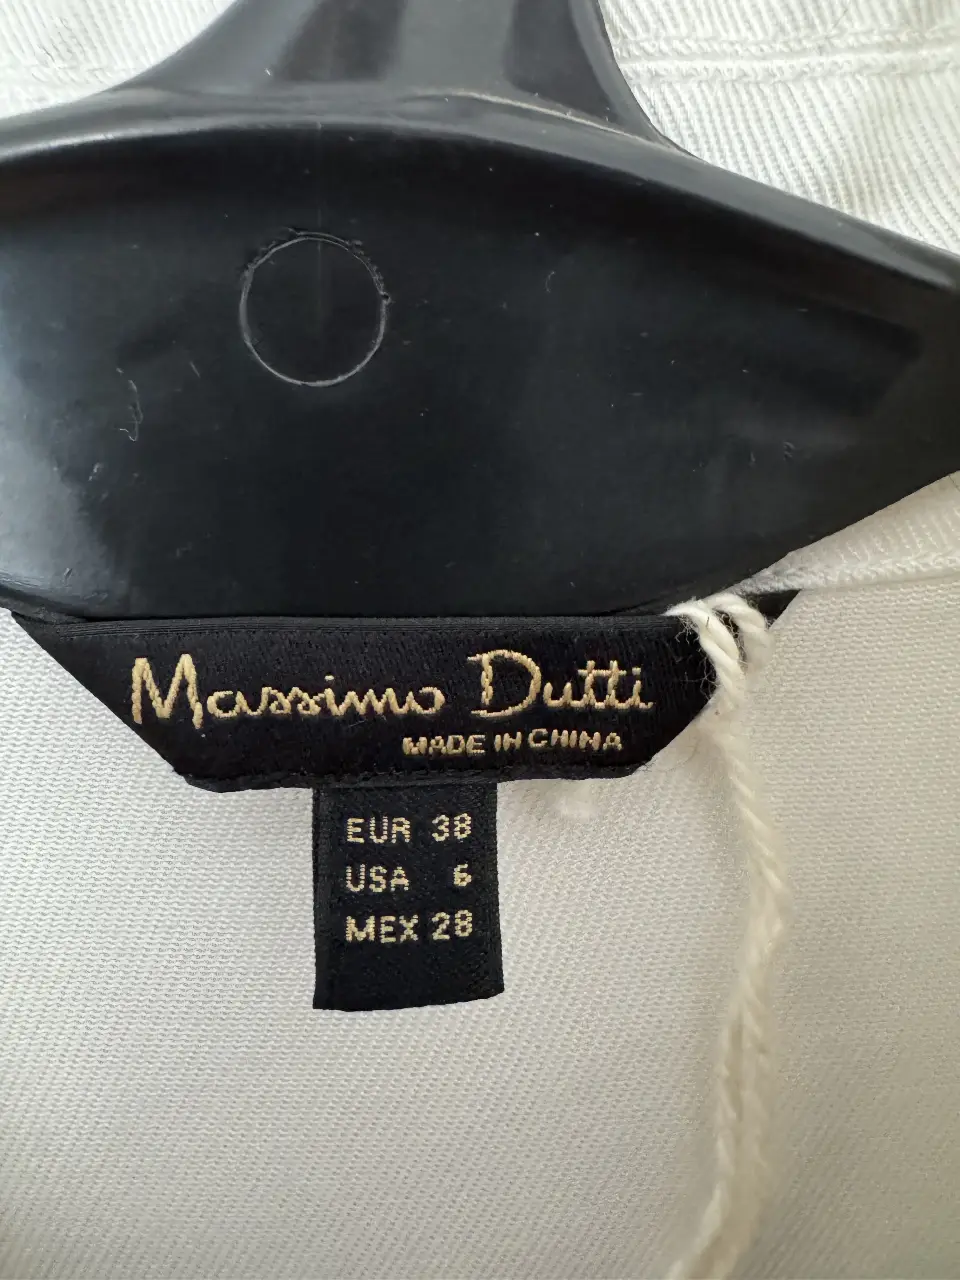 Massimo Dutti
MADE IN CHINA
EUR 38
USA 6
MEX 28